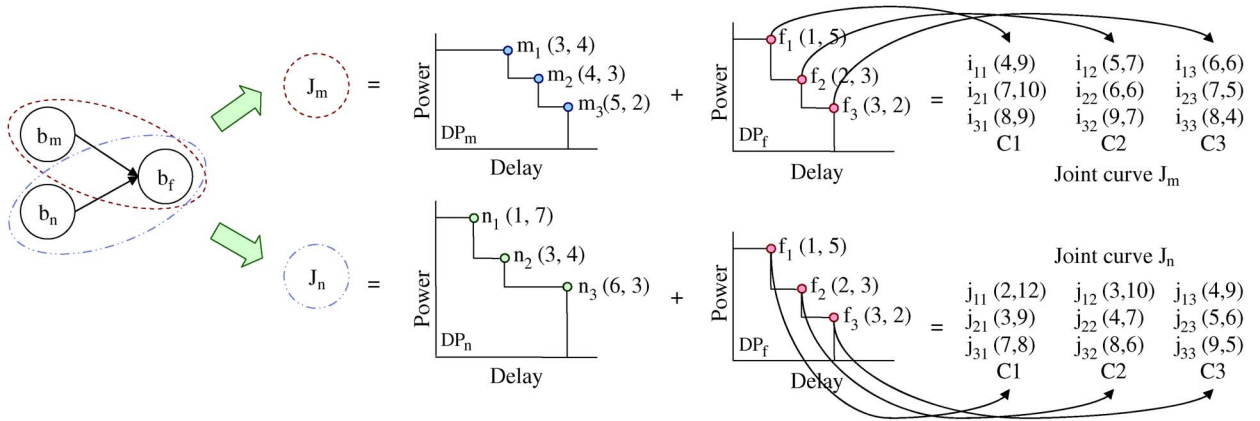 b_m
b_n
b_f
J_m
=
Power
m_1 (3, 4)
m_2 (4, 3)
m_3(5, 2)
DP_m
Delay
+
Power
f_1 (1, 5)
f_2 (2, 3)
f_3 (3, 2)
DP_f
Delay
=
i_11 (4,9) i_12 (5,7) i_13 (6,6)
i_21 (7,10) i_22 (6,6) i_23 (7,5)
i_31 (8,9) i_32 (9,7) i_33 (8,4)
C1 C2 C3
Joint curve J_m
J_n
=
Power
n_1 (1, 7)
n_2 (3, 4)
n_3 (6, 3)
DP_n
Delay
+
Power
f_1 (1, 5)
f_2 (2, 3)
f_3 (3, 2)
DP_f
Delay
=
Joint curve J_n
j_11 (2,12) j_12 (3,10) j_13 (4,9)
j_21 (3,9) j_22 (4,7) j_23 (5,6)
j_31 (7,8) j_32 (8,6) j_33 (9,5)
C1 C2 C3